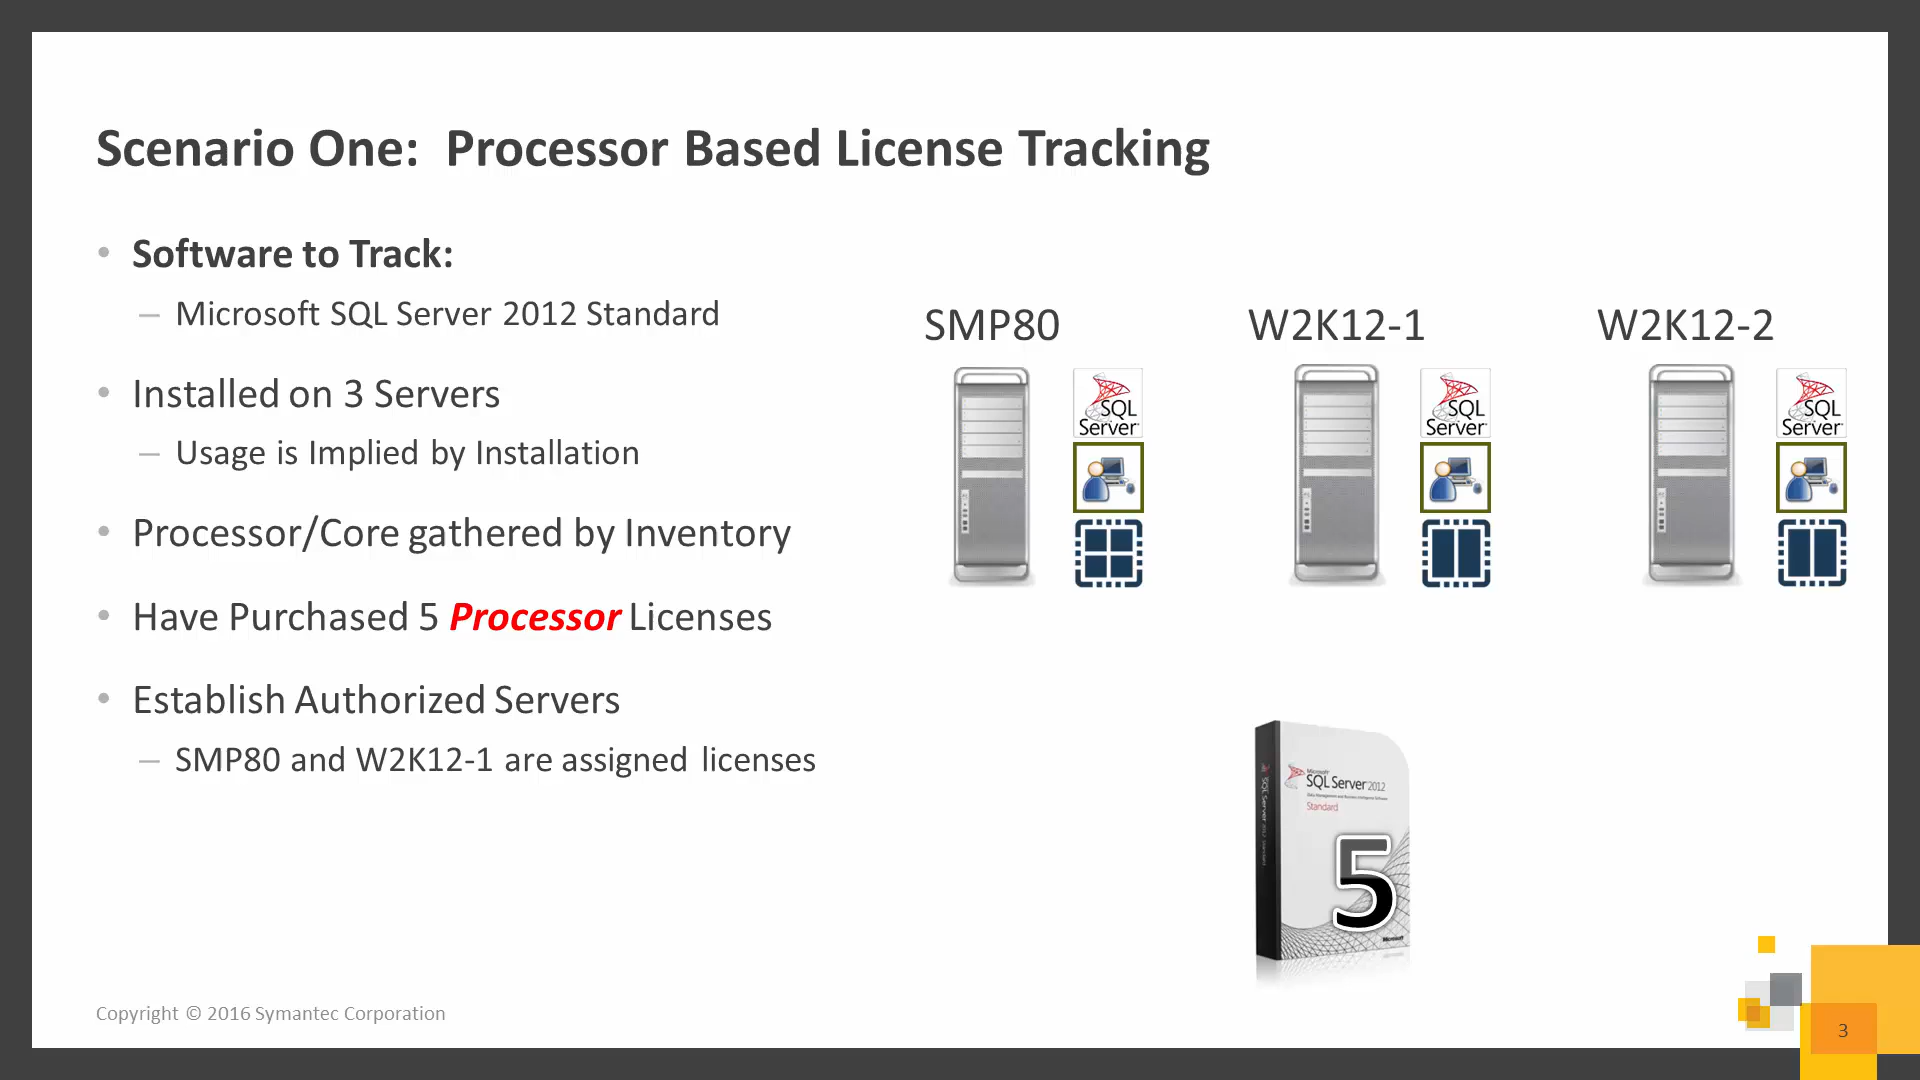 Scenario One:  Processor Based License Tracking
• Software to Track:
– Microsoft SQL Server 2012 Standard
• Installed on 3 Servers
– Usage is Implied by Installation
• Processor/Core gathered by Inventory
• Have Purchased 5 Processor Licenses
• Establish Authorized Servers
– SMP80 and W2K12-1 are assigned licenses
SMP80
W2K12-1
W2K12-2
SQL
Server
SQL
Server
SQL
Server
Microsoft
SQL Server 2012
Standard
5
Microsoft
Copyright © 2016 Symantec Corporation
3